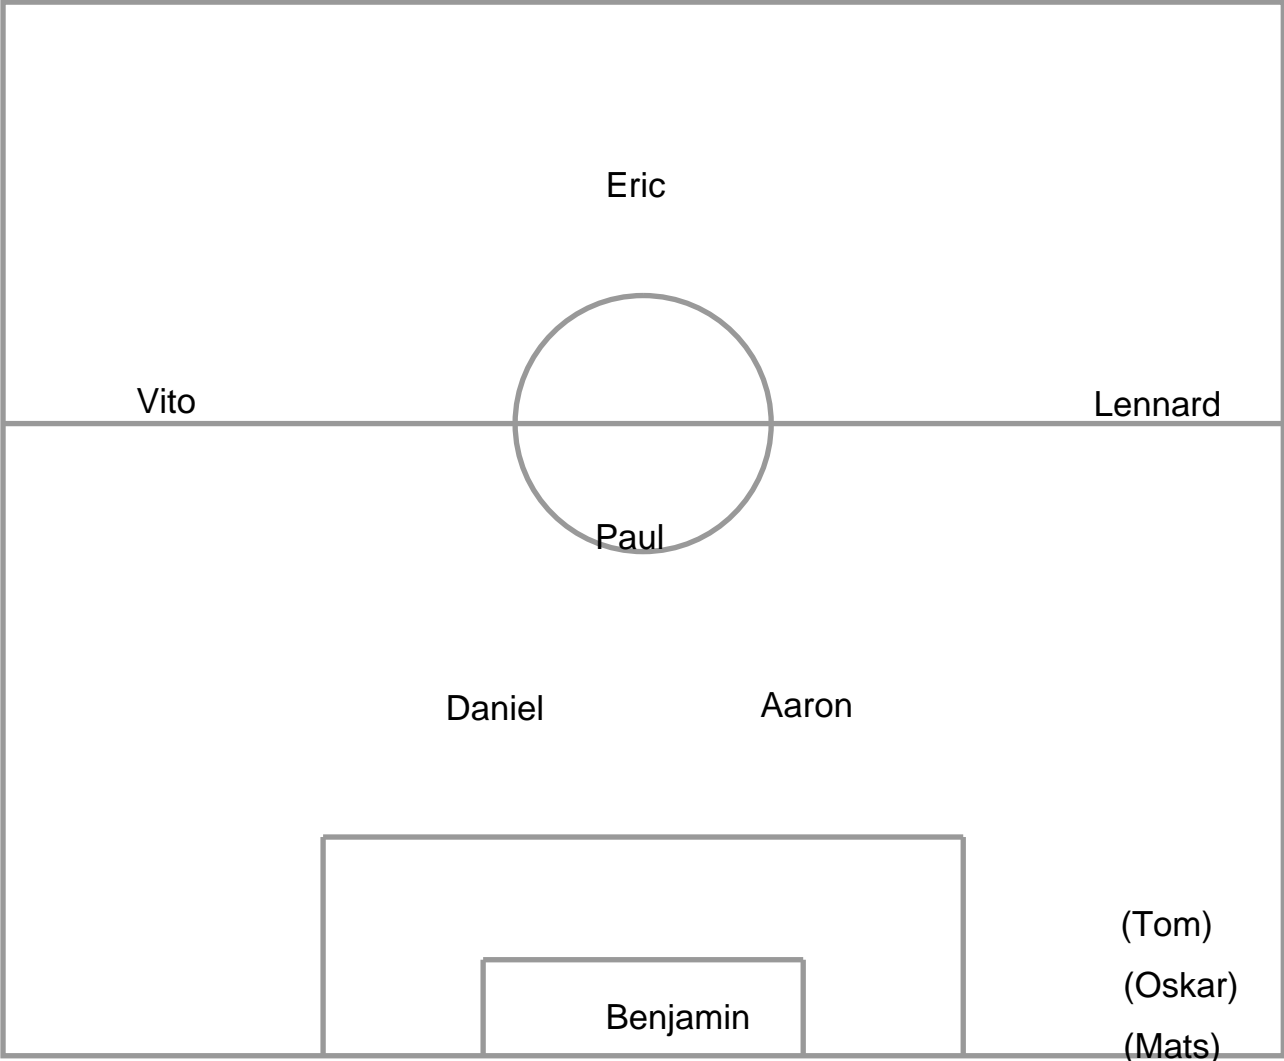 Eric
Vito
Lennard
Paul
Daniel
Aaron
(Tom)
(Oskar)
Benjamin
(Mats)